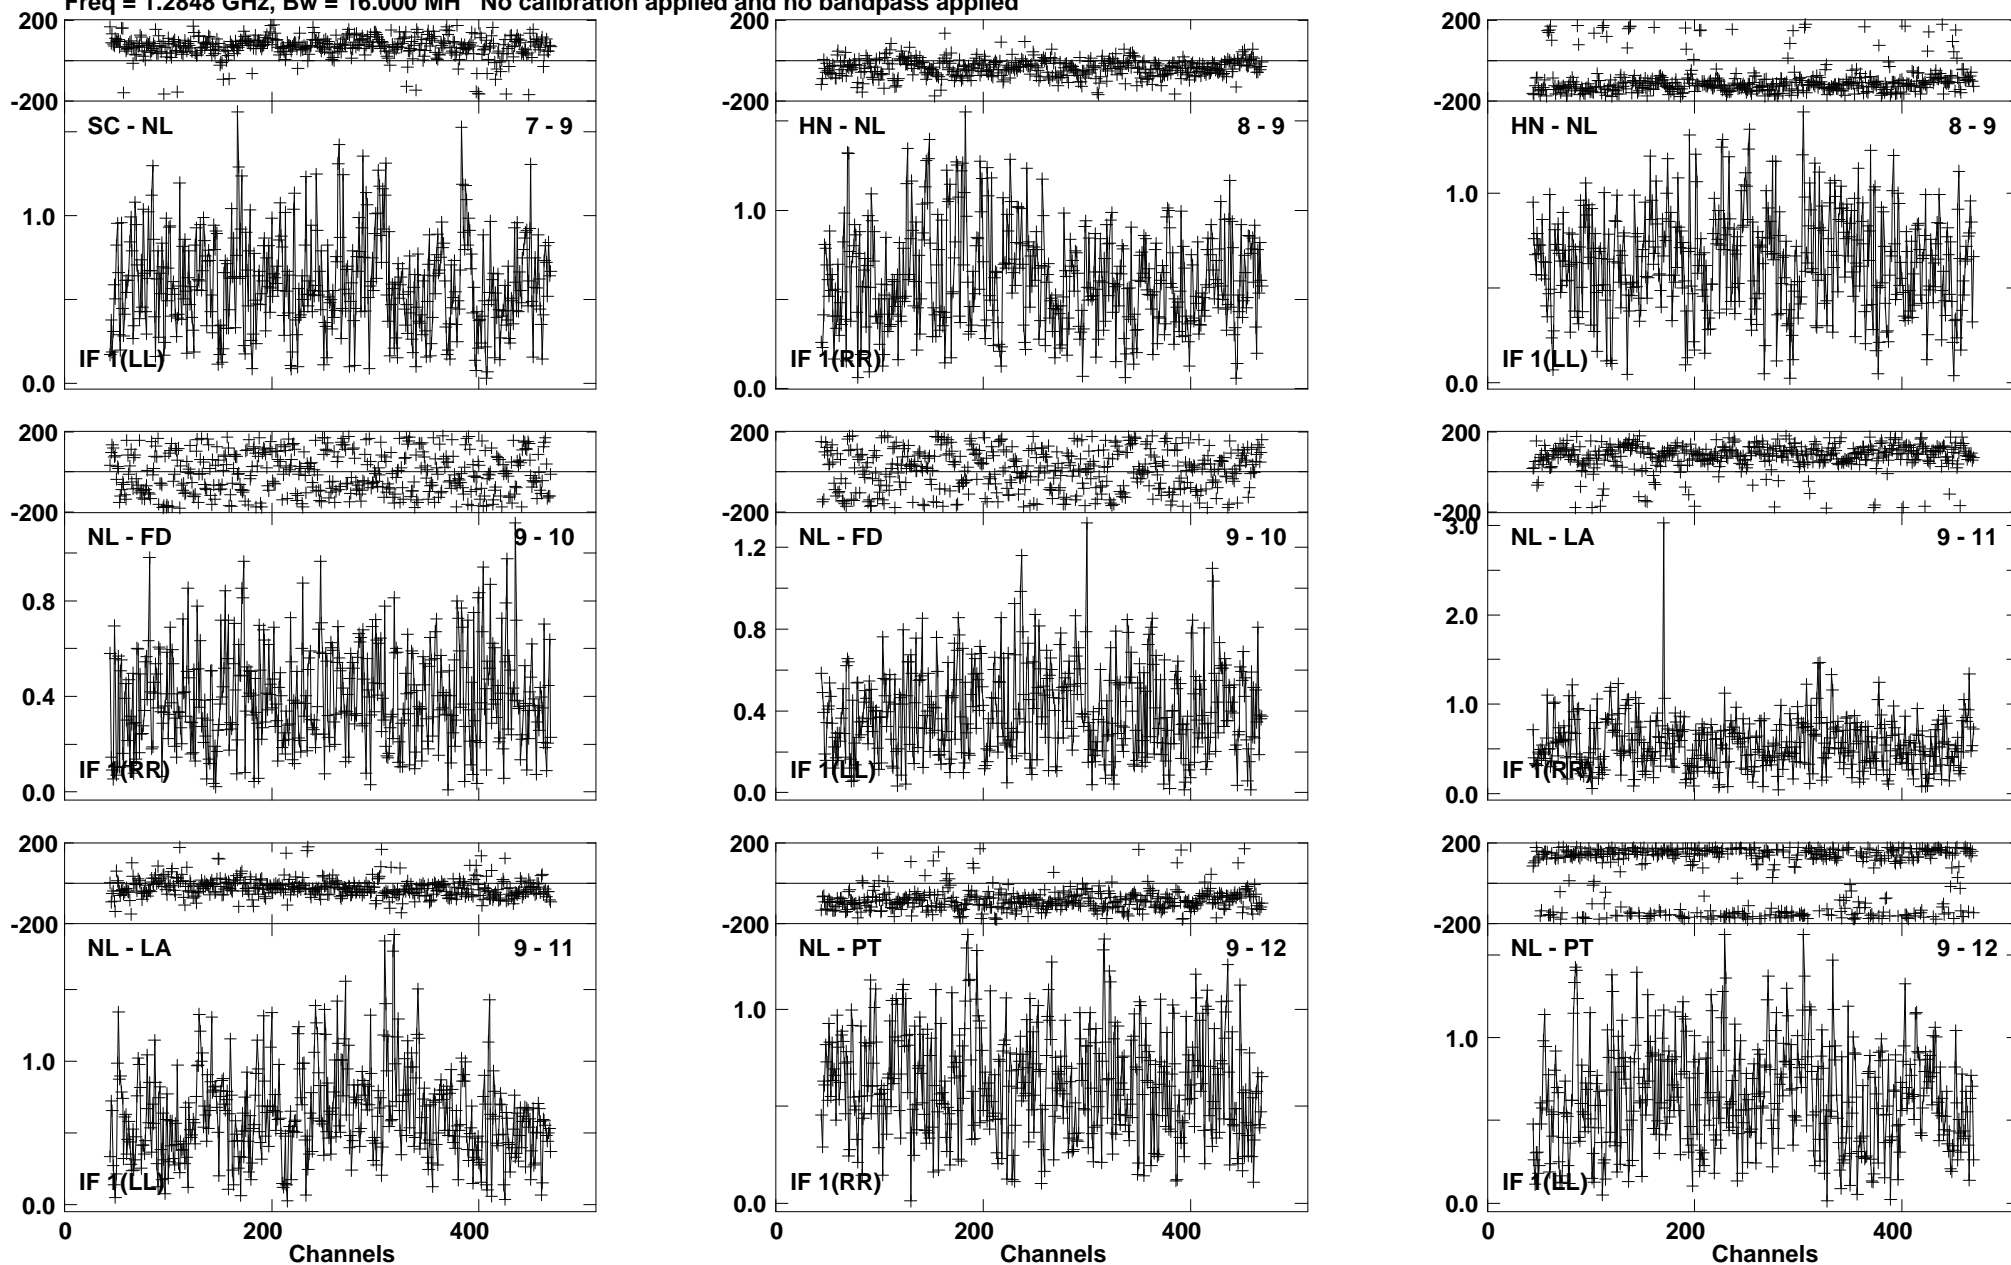 Freq = 1.2848 GHz, Bw = 16.000 MH No calibration applied and no bandpass applied
200
-200
SC - NL 7 - 9
1.0
0.0
IF 1(LL)
200
-200
HN - NL 8 - 9
1.0
0.0
IF 1(RR)
200
-200
HN - NL 8 - 9
1.0
0.0
IF 1(LL)
200
-200
NL - FD 9 - 10
0.8
0.4
0.0
IF 1(RR)
200
-200
NL - FD 9 - 10
1.2
0.8
0.4
0.0
IF 1(LL)
200
-200
NL - LA 9 - 11
3.0
2.0
1.0
0.0
IF 1(RR)
200
-200
NL - LA 9 - 11
1.0
0.0
IF 1(LL)
0 200 400
Channels
200
-200
NL - PT 9 - 12
1.0
0.0
IF 1(RR)
0 200 400
Channels
200
-200
NL - PT 9 - 12
1.0
0.0
IF 1(LL)
0 200 400
Channels